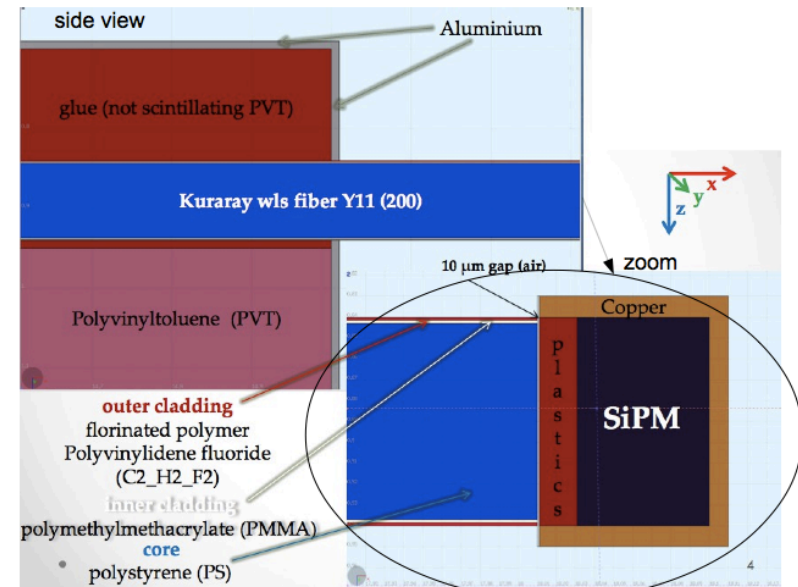 side view
Aluminium
glue (not scintillating PVT)
Kuraray wls fiber Y11 (200)
x
y
z
10 µm gap (air)
zoom
Copper
Polyvinyltoluene (PVT)
plastics
SiPM
outer cladding
florinated polymer
Polyvinylidene fluoride
(C2_H2_F2)
inner cladding
polymethylmethacrylate (PMMA)
core
polystyrene (PS)
4